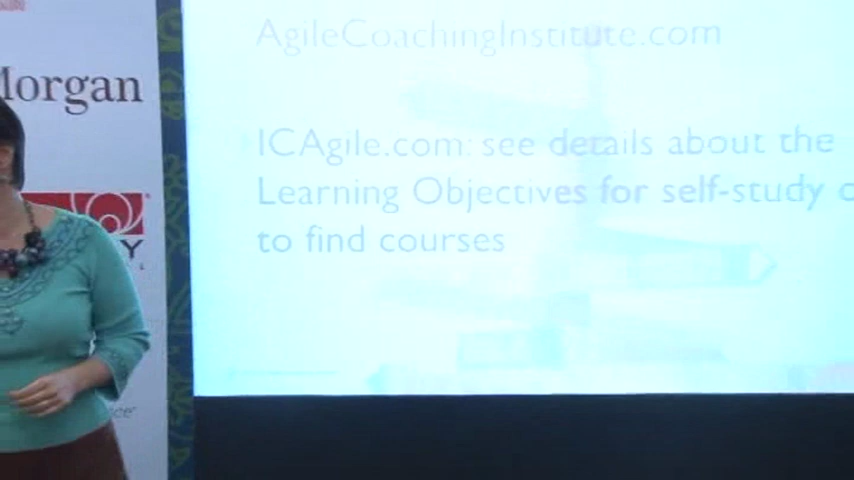 AgileCoachingInstitute.com
Morgan
ICAgile.com: see details about the
Learning Objectives for self-study
to find courses